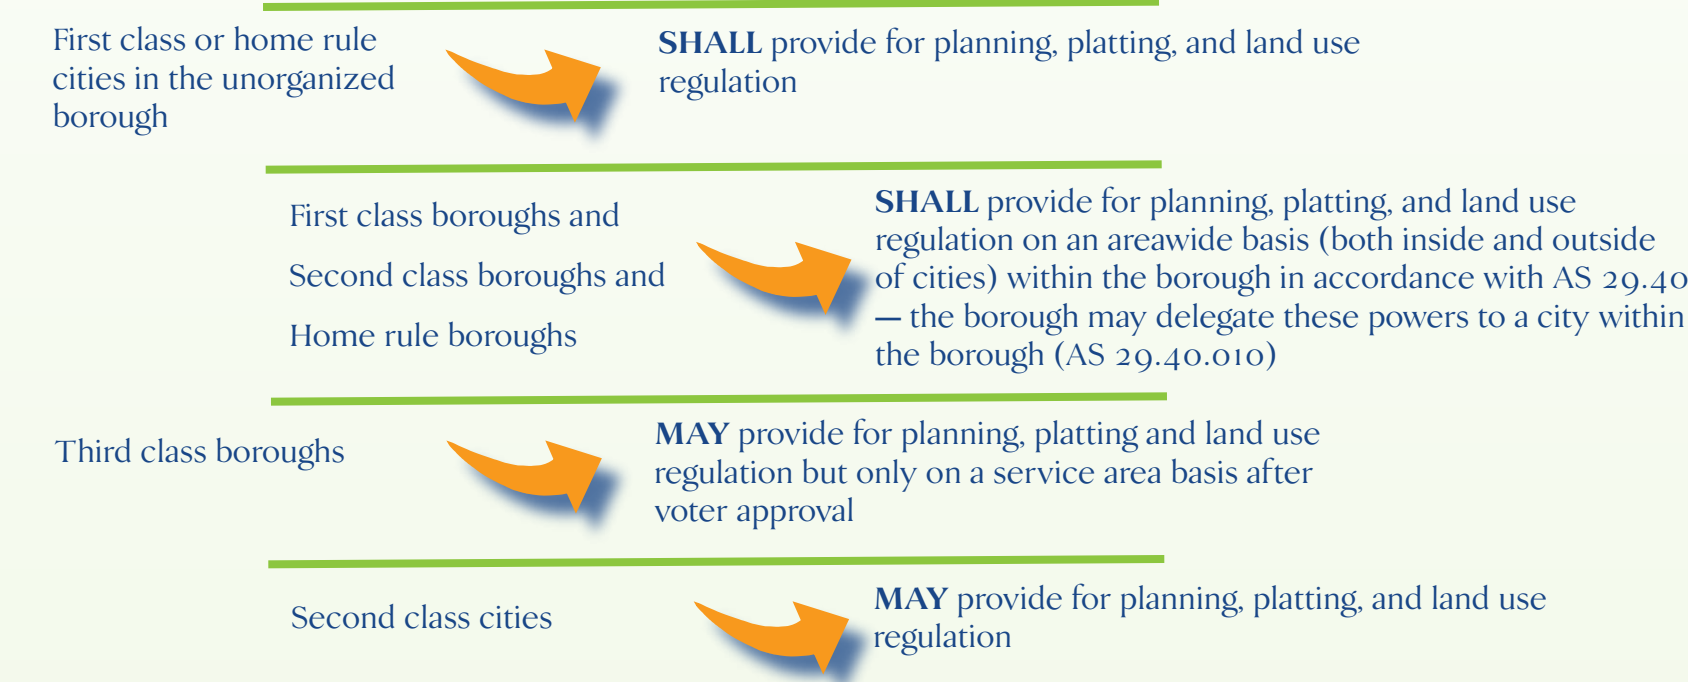 First class or home rule
cities in the unorganized
borough
SHALL provide for planning, platting, and land use
regulation
First class boroughs and
Second class boroughs and
Home rule boroughs
SHALL provide for planning, platting, and land use
regulation on an areawide basis (both inside and outside
of cities) within the borough in accordance with AS 29.40
— the borough may delegate these powers to a city within
the borough (AS 29.40.010)
Third class boroughs
MAY provide for planning, platting and land use
regulation but only on a service area basis after
voter approval
Second class cities
MAY provide for planning, platting, and land use
regulation